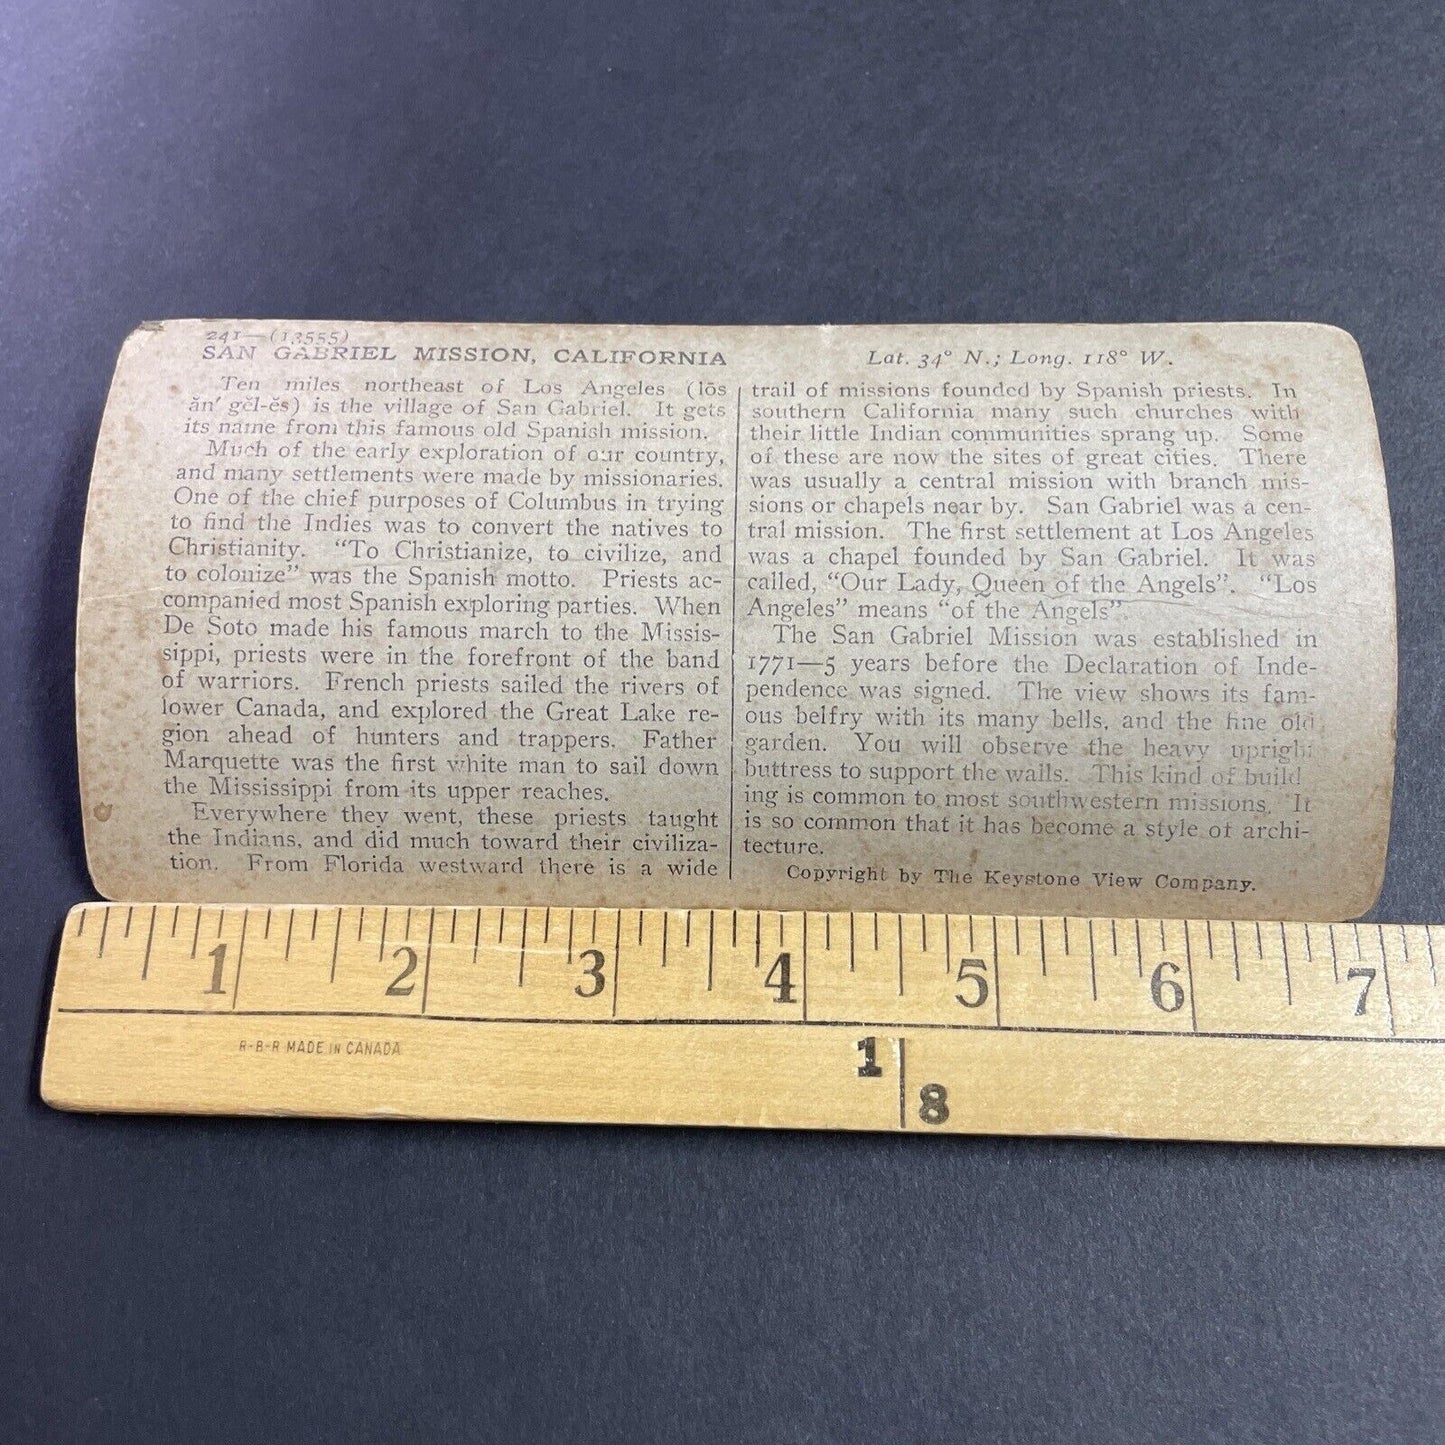 241—(13555)
SAN GABRIEL MISSION, CALIFORNIA
Lat. 34° N.; Long. 118° W.
Ten miles northeast of Los Angeles (lōs
ăn′ gĕl-ĕs) is the village of San Gabriel. It gets
its name from this famous old Spanish mission.
Much of the early exploration of our country,
and many settlements were made by missionaries.
One of the chief purposes of Columbus in trying
to find the Indies was to convert the natives to
Christianity. "To Christianize, to civilize, and
to colonize" was the Spanish motto. Priests ac-
companied most Spanish exploring parties. When
De Soto made his famous march to the Missis-
sippi, priests were in the forefront of the band
of warriors. French priests sailed the rivers of
lower Canada, and explored the Great Lake re-
gion ahead of hunters and trappers. Father
Marquette was the first white man to sail down
the Mississippi from its upper reaches.
Everywhere they went, these priests taught
the Indians, and did much toward their civiliza-
tion. From Florida westward there is a wide
trail of missions founded by Spanish priests. In
southern California many such churches with
their little Indian communities sprang up. Some
of these are now the sites of great cities. There
was usually a central mission with branch mis-
sions or chapels near by. San Gabriel was a cen-
tral mission. The first settlement at Los Angeles
was a chapel founded by San Gabriel. It was
called, "Our Lady, Queen of the Angels". "Los
Angeles" means "of the Angels".
The San Gabriel Mission was established in
1771—5 years before the Declaration of Inde-
pendence was signed. The view shows its fam-
ous belfry with its many bells, and the fine old
garden. You will observe the heavy upright
buttress to support the walls. This kind of build
ing is common to most southwestern missions. It
is so common that it has become a style of archi-
tecture.
Copyright by The Keystone View Company.
1 2 3 4 5 6 7
R-B-R MADE IN CANADA
1
8